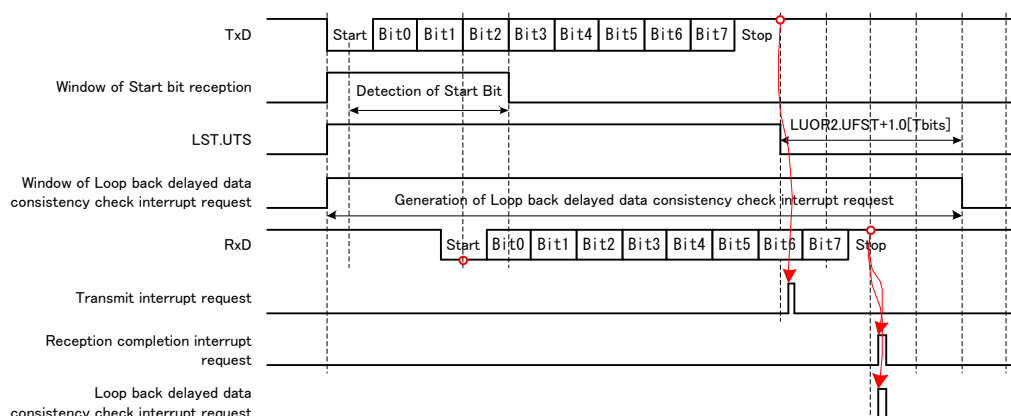 TxD
Start Bit0 Bit1 Bit2 Bit3 Bit4 Bit5 Bit6 Bit7 Stop
Window of Start bit reception
Detection of Start Bit
LST.UTS
LUOR2.UFST+1.0[Tbits]
Window of Loop back delayed data
consistency check interrupt request
Generation of Loop back delayed data consistency check interrupt request
RxD
Start Bit0 Bit1 Bit2 Bit3 Bit4 Bit5 Bit6 Bit7 Stop
Transmit interrupt request
Reception completion interrupt
request
Loop back delayed data
consistency check interrupt request